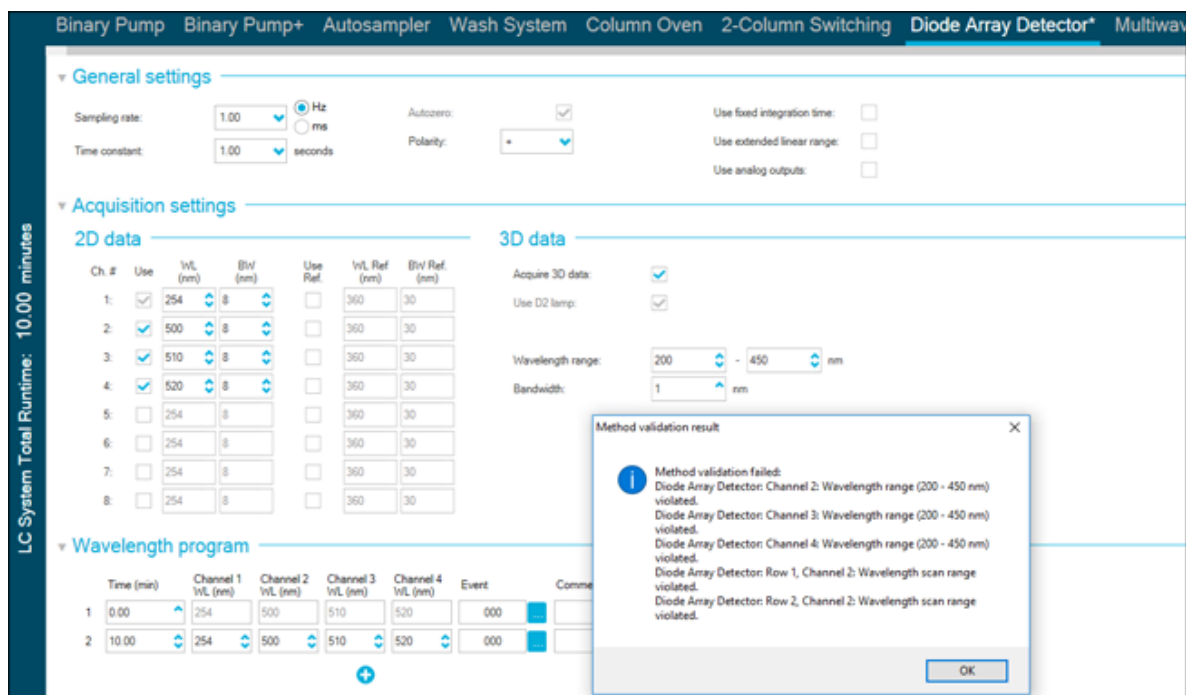 Binary Pump Binary Pump+ Autosampler Wash System Column Oven 2-Column Switching Diode Array Detector* Multiwav
LC System Total Runtime: 10.00 minutes
General settings
Sampling rate: 1.00 Hz ms Autozero: Use fixed integration time:
Time constant: 1.00 seconds Polarity: + Use extended linear range:
Use analog outputs:
Acquisition settings
2D data
Ch. # Use WL (nm) BW (nm) Use Ref. WL Ref (nm) BW Ref. (nm)
1: 254 8 360 30
2: 500 8 360 30
3: 510 8 360 30
4: 520 8 360 30
5: 254 8 360 30
6: 254 8 360 30
7: 254 8 360 30
8: 254 8 360 30
3D data
Acquire 3D data:
Use D2 lamp:
Wavelength range: 200 - 450 nm
Bandwidth: 1 nm
Wavelength program
Time (min) Channel 1 WL (nm) Channel 2 WL (nm) Channel 3 WL (nm) Channel 4 WL (nm) Event Comme
1 0.00 254 500 510 520 000 ...
2 10.00 254 500 510 520 000 ...
Method validation result
Method validation failed:
Diode Array Detector: Channel 2: Wavelength range (200 - 450 nm)
violated.
Diode Array Detector: Channel 3: Wavelength range (200 - 450 nm)
violated.
Diode Array Detector: Channel 4: Wavelength range (200 - 450 nm)
violated.
Diode Array Detector: Row 1, Channel 2: Wavelength scan range
violated.
Diode Array Detector: Row 2, Channel 2: Wavelength scan range
violated.
OK